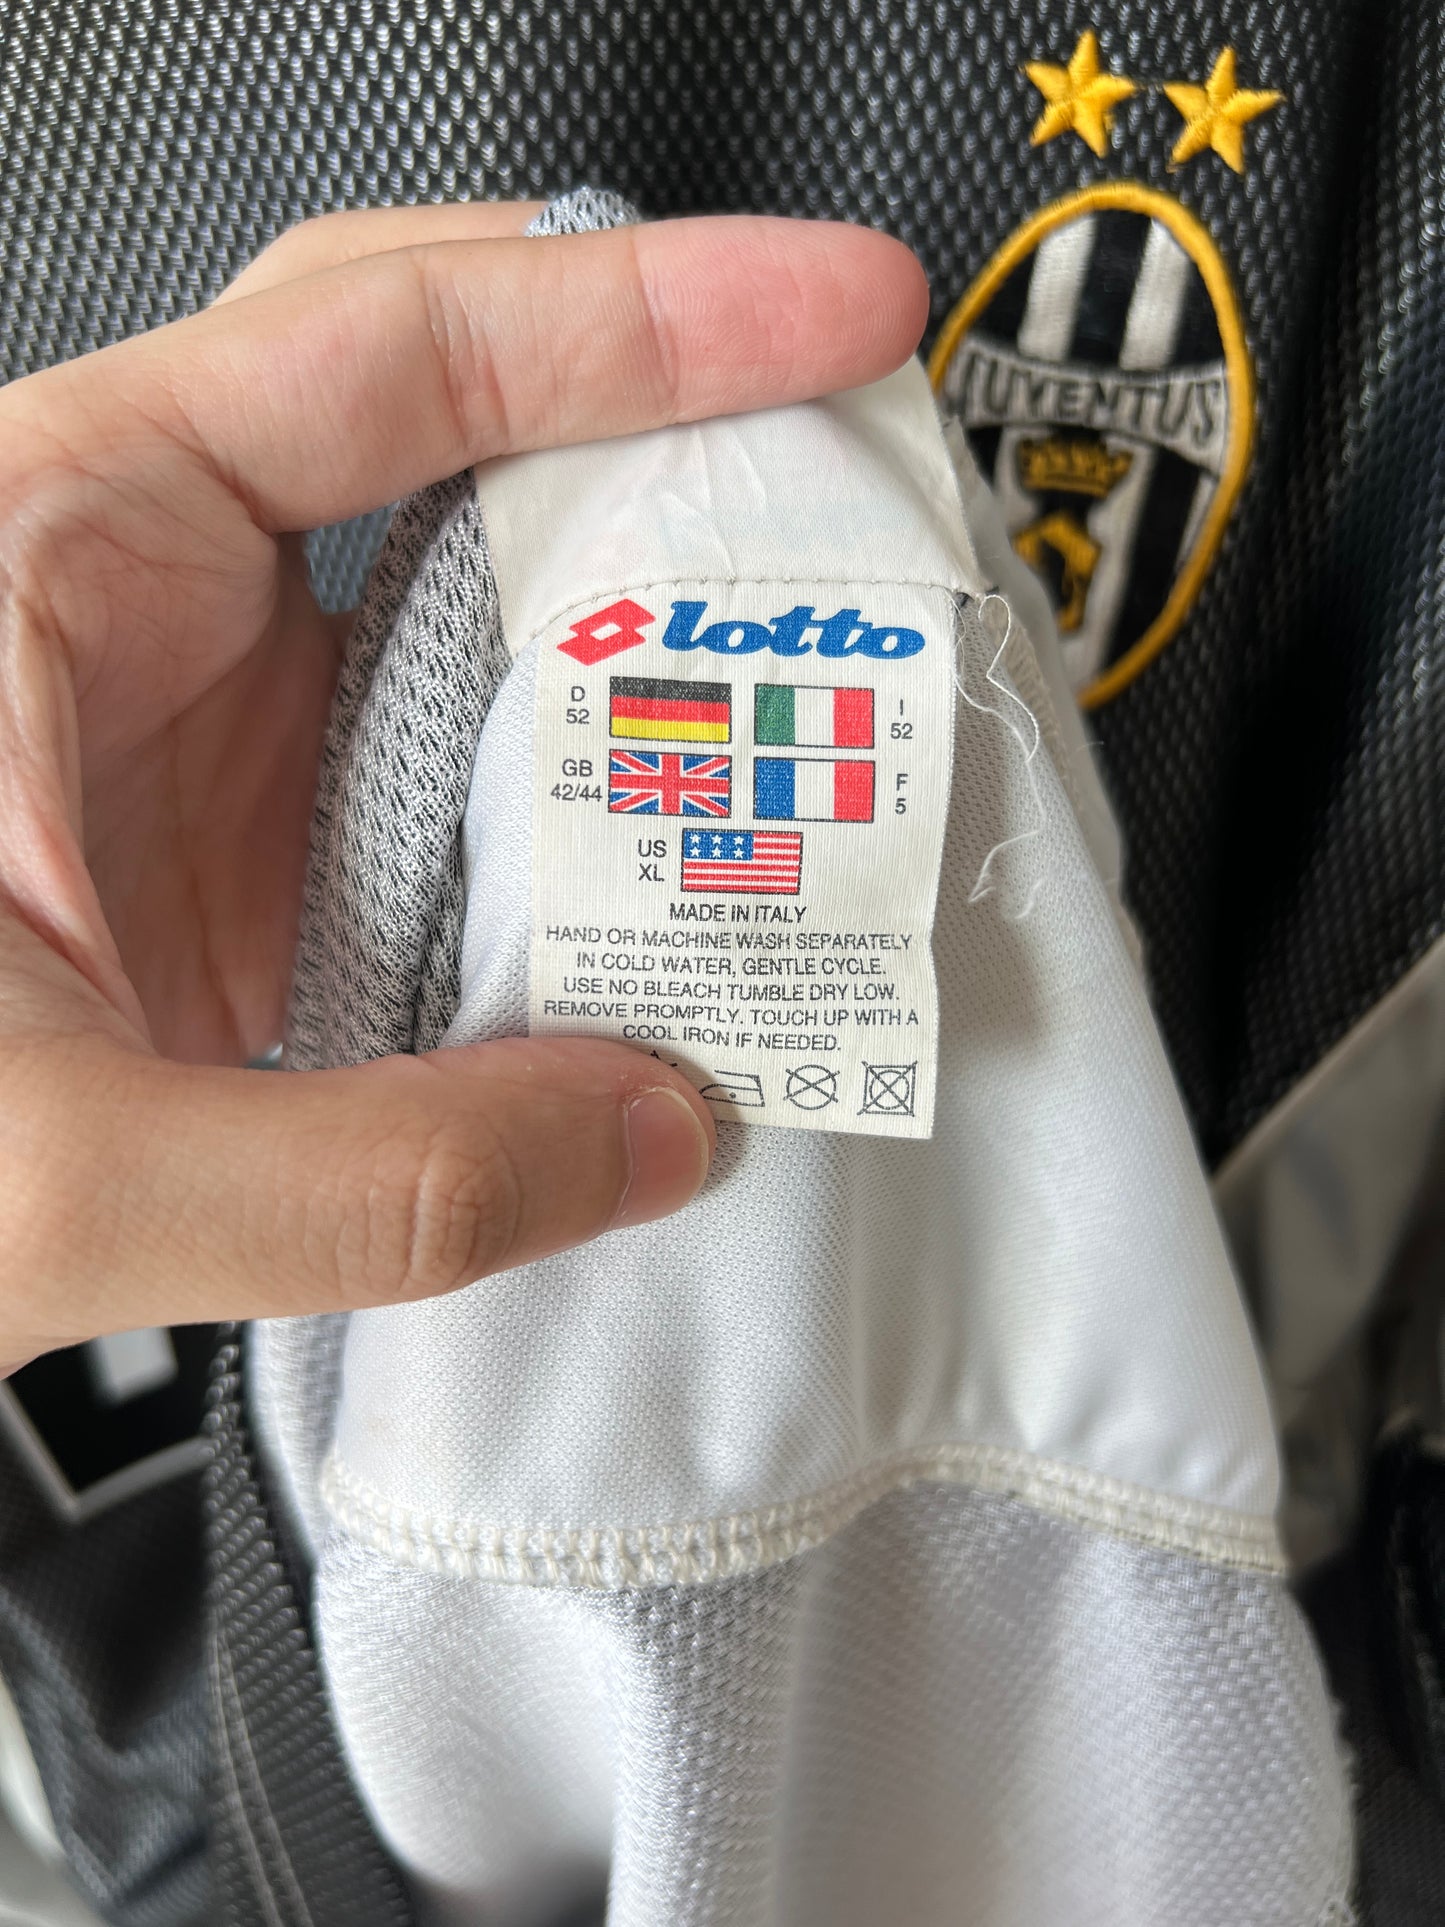 JUVENTUS
lotto
D
52
I
52
GB
42/44
F
5
US
XL
MADE IN ITALY
HAND OR MACHINE WASH SEPARATELY
IN COLD WATER, GENTLE CYCLE.
USE NO BLEACH TUMBLE DRY LOW.
REMOVE PROMPTLY. TOUCH UP WITH A
COOL IRON IF NEEDED.